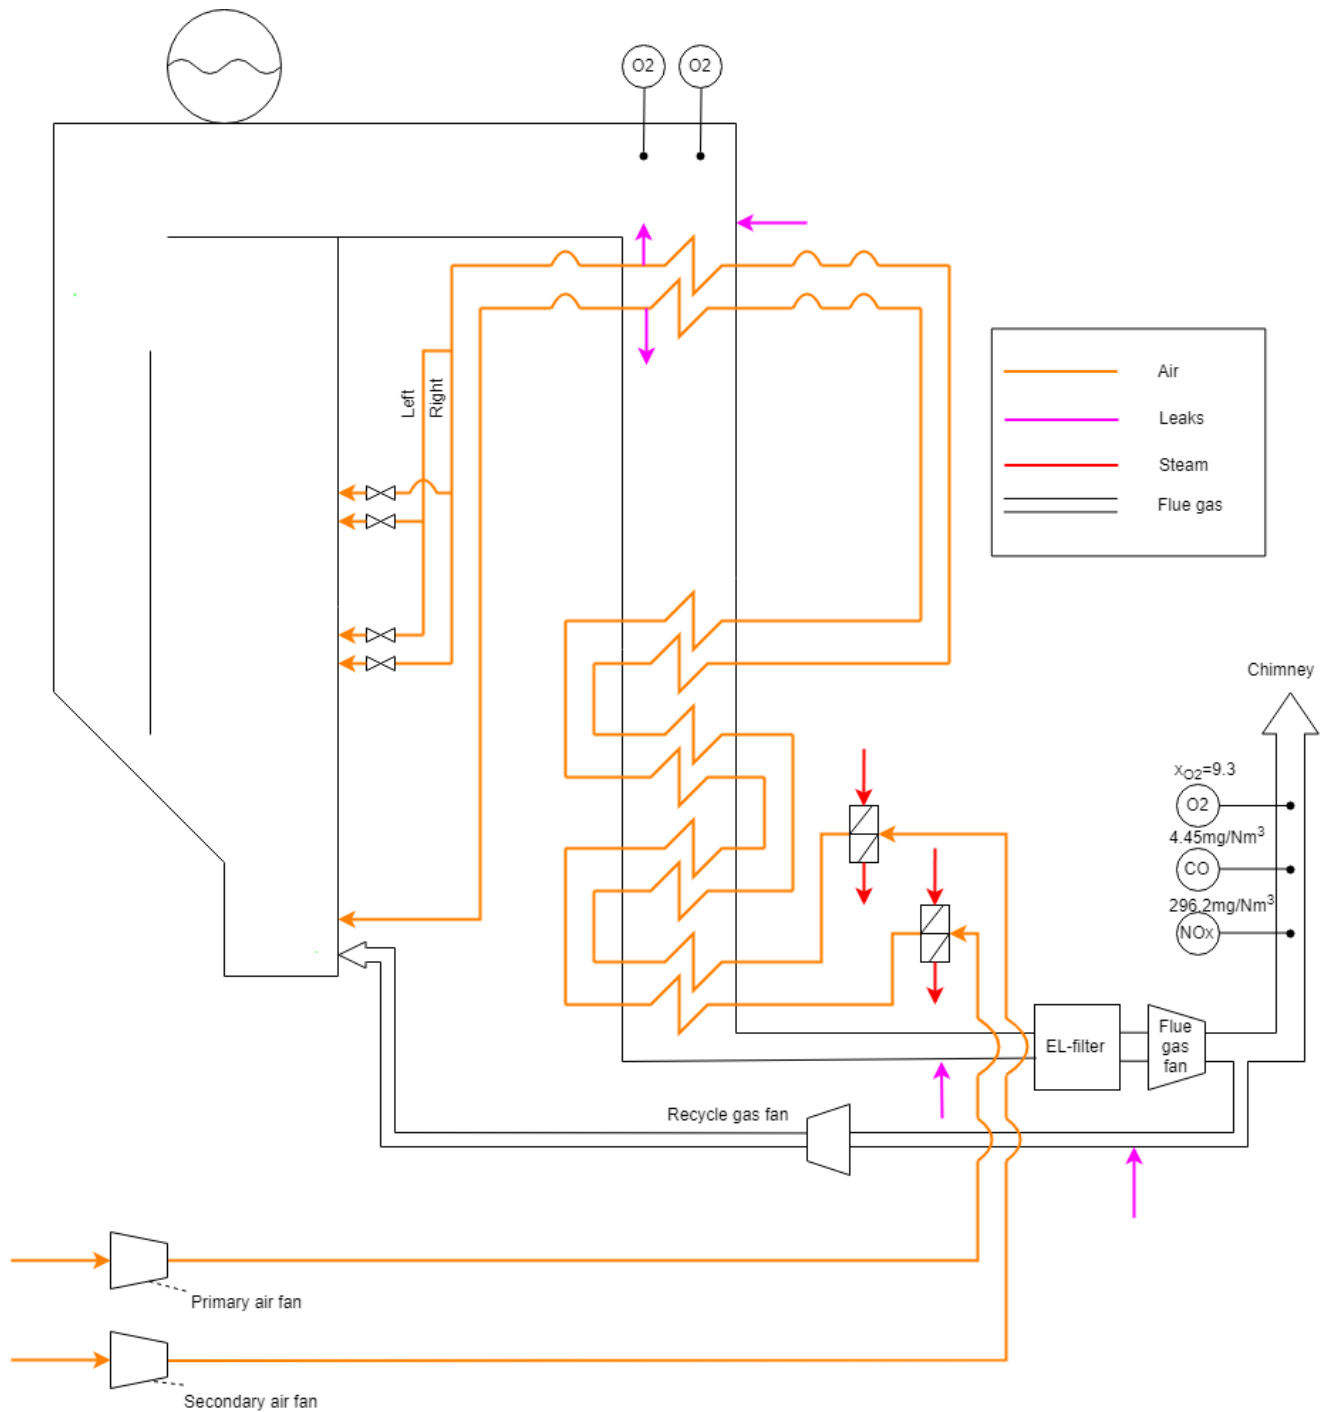 O2
O2
Left
Right
Air
Leaks
Steam
Flue gas
Chimney
xO2=9.3
O2
4.45mg/Nm3
CO
296.2mg/Nm3
NOx
EL-filter
Flue
gas
fan
Recycle gas fan
Primary air fan
Secondary air fan